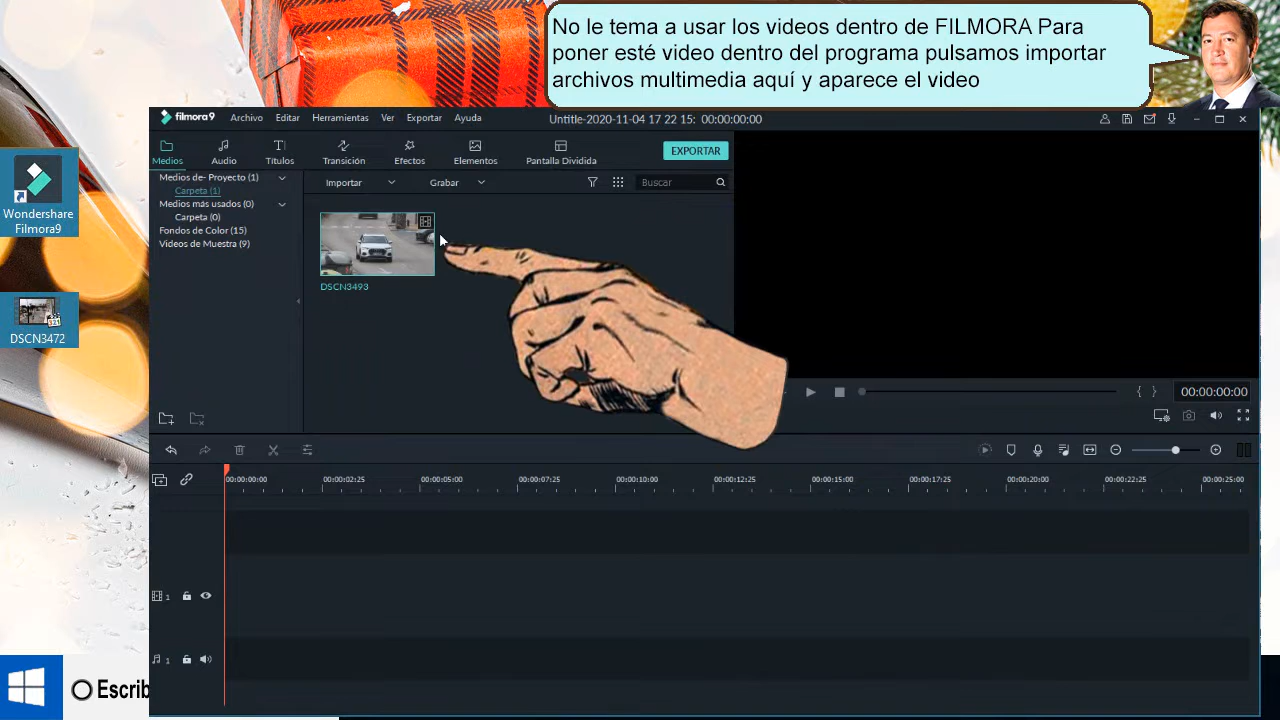 No le tema a usar los videos dentro de FILMORA Para
poner esté video dentro del programa pulsamos importar
archivos multimedia aquí y aparece el video
filmora9 Archivo Editar Herramientas Ver Exportar Ayuda Untitle-2020-11-04 17 22 15: 00:00:00:00
Medios Audio Títulos Transición Efectos Elementos Pantalla Dividida EXPORTAR
Medios de- Proyecto (1)
Carpeta (1)
Medios más usados (0)
Carpeta (0)
Fondos de Color (15)
Videos de Muestra (9)
Importar Grabar Buscar
DSCN3493
Wondershare
Filmora9
DSCN3472
00:00:00:00
00:00:00:00 00:00:02:25 00:00:05:00 00:00:07:25 00:00:10:00 00:00:12:25 00:00:15:00 00:00:17:25 00:00:20:00 00:00:22:25 00:00:25:00
1
1
Escrib